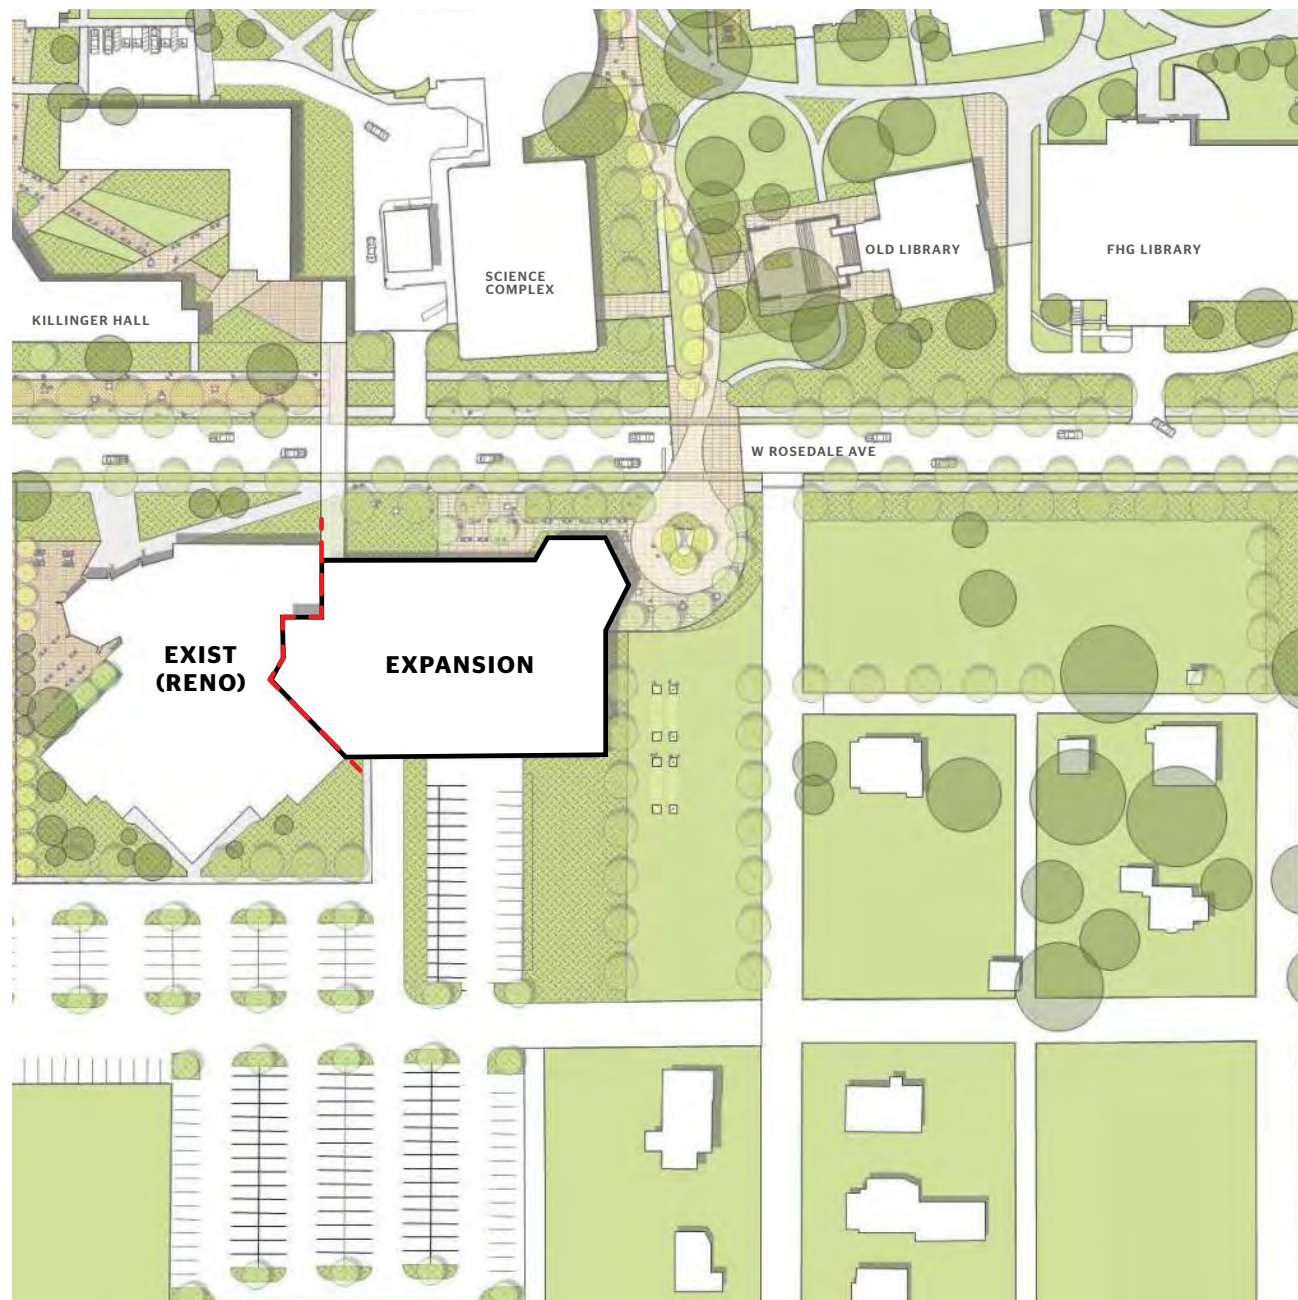 SCIENCE
COMPLEX
OLD LIBRARY
FHG LIBRARY
KILLINGER HALL
W ROSEDALE AVE
EXIST
(RENO)
EXPANSION